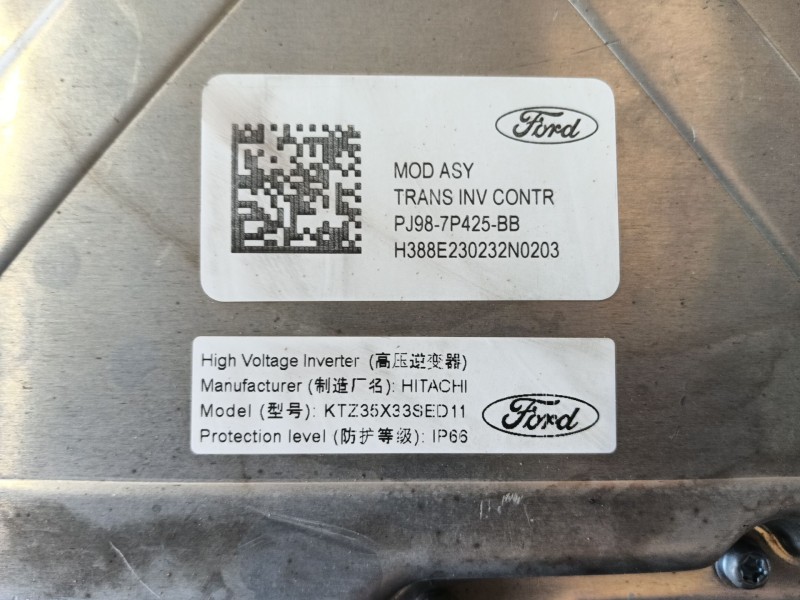 Ford
MOD ASY
TRANS INV CONTR
PJ98-7P425-BB
H388E230232N0203
High Voltage Inverter (高压逆变器)
Manufacturer (制造厂名): HITACHI
Model (型号): KTZ35X33SED11
Protection level (防护等级): IP66
Ford